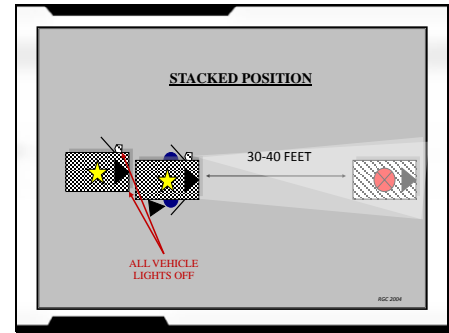 STACKED POSITION
30-40 FEET
ALL VEHICLE
LIGHTS OFF
RGC 2004